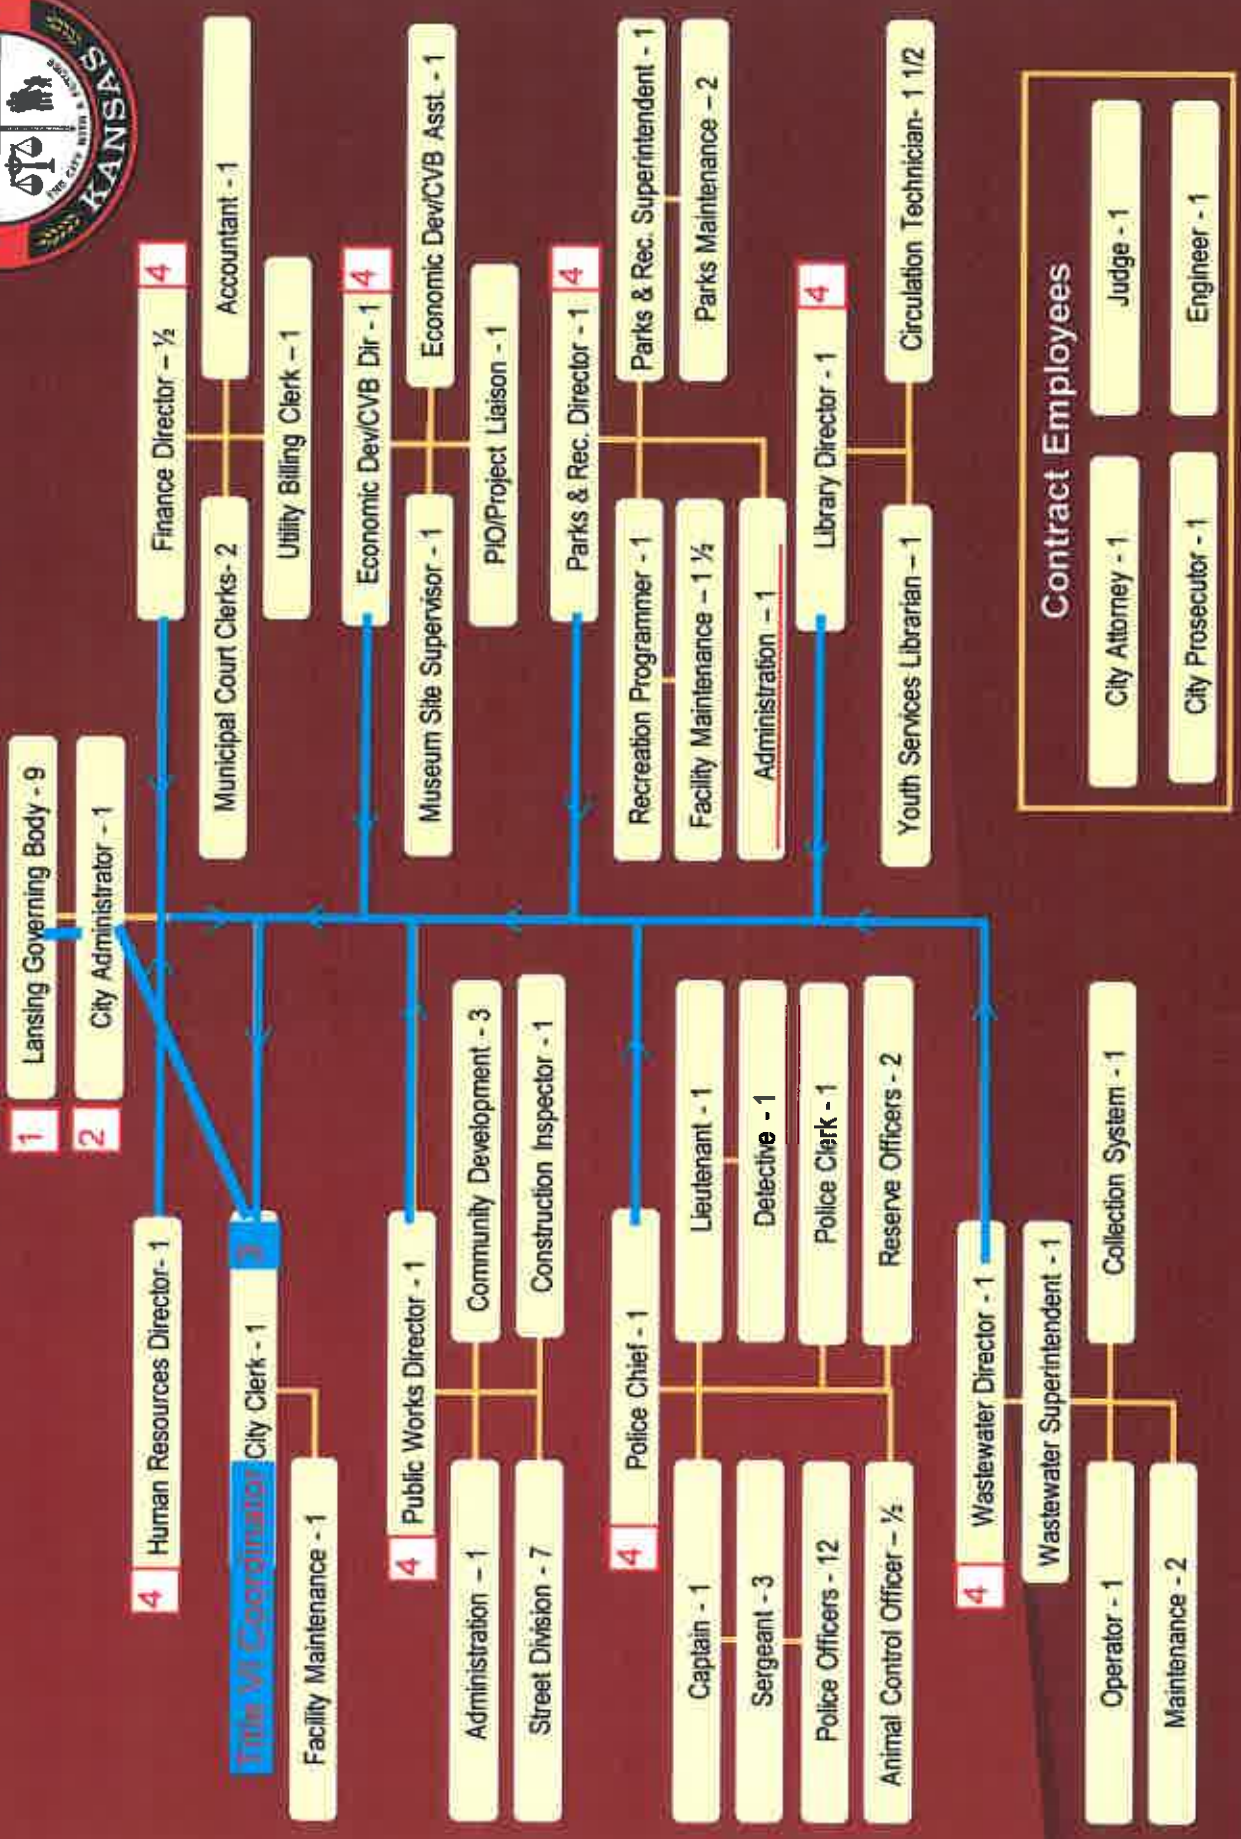 KANSAS
1
Lansing Governing Body - 9
2
City Administrator - 1
4
Human Resources Director- 1
Title VI Coordinator
City Clerk - 1
3
Facility Maintenance - 1
4
Public Works Director - 1
Administration – 1
Community Development - 3
Street Division - 7
Construction Inspector - 1
4
Police Chief - 1
Captain - 1
Lieutenant - 1
Sergeant - 3
Detective - 1
Police Officers - 12
Police Clerk - 1
Animal Control Officer – ½
Reserve Officers - 2
4
Wastewater Director - 1
Wastewater Superintendent - 1
Operator - 1
Collection System - 1
Maintenance - 2
Finance Director – ½
4
Municipal Court Clerks- 2
Accountant - 1
Utility Billing Clerk – 1
Economic Dev/CVB Dir - 1
4
Museum Site Supervisor - 1
Economic Dev/CVB Asst. - 1
PIO/Project Liaison - 1
Parks & Rec. Director - 1
4
Recreation Programmer - 1
Parks & Rec. Superintendent - 1
Facility Maintenance – 1 ½
Parks Maintenance – 2
Administration – 1
Library Director - 1
4
Youth Services Librarian – 1
Circulation Technician- 1 1/2
Contract Employees
City Attorney - 1
Judge - 1
City Prosecutor - 1
Engineer - 1